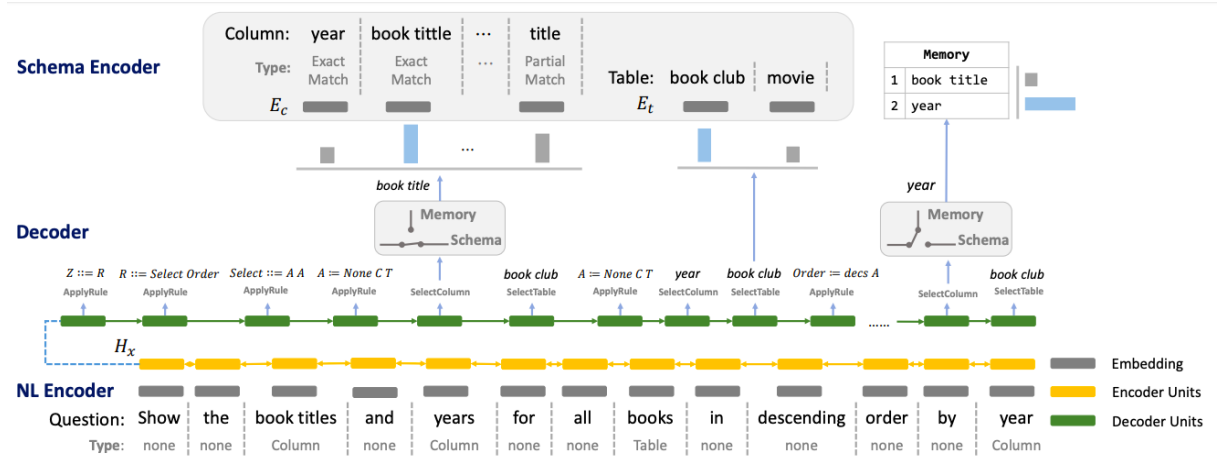 Column: year book tittle ... title
Schema Encoder
Type: Exact Match Exact Match ... Partial Match
Table: book club movie
E_c E_t
Memory
1 book title
2 year
...
book title
year
Memory
Schema
Memory
Schema
Decoder
Z ::= R R ::= Select Order Select ::= A A A ::= None C T book club A ≔ None C T year book club Order ≔ decs A book club
ApplyRule ApplyRule ApplyRule ApplyRule SelectColumn SelectTable ApplyRule SelectColumn SelectTable ApplyRule SelectColumn SelectTable
......
H_x
Embedding
NL Encoder
Encoder Units
Question: Show the book titles and years for all books in descending order by year
Decoder Units
Type: none none Column none Column none none Table none none none none Column